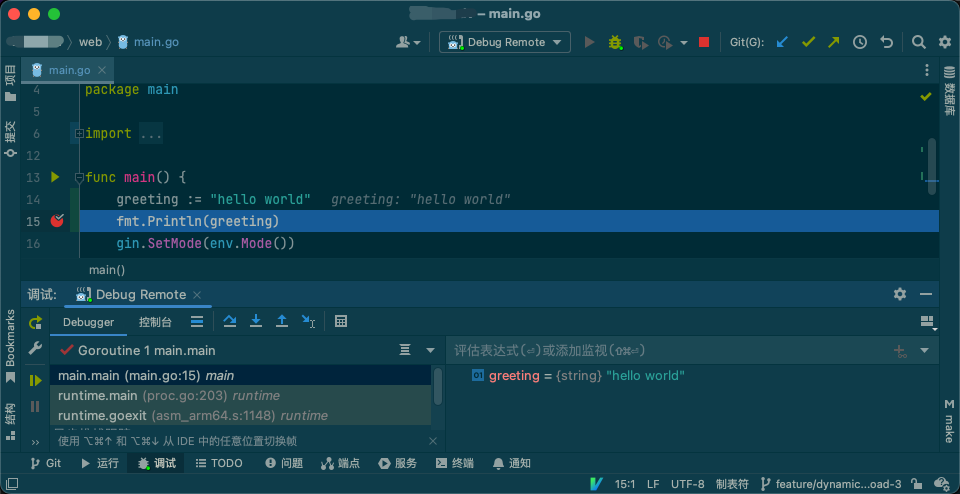 – main.go
web main.go Debug Remote Git(G):
main.go
项目
提交
Bookmarks
结构
数据库
make
4 package main
5
6 import ...
12
13 func main() {
14 greeting := "hello world" greeting: "hello world"
15 fmt.Println(greeting)
16 gin.SetMode(env.Mode())
main()
调试: Debug Remote
Debugger 控制台
Goroutine 1 main.main
评估表达式(⏎)或添加监视(⇧⌘⏎)
main.main (main.go:15) main
greeting = {string} "hello world"
runtime.main (proc.go:203) runtime
runtime.goexit (asm_arm64.s:1148) runtime
使用 ⌥⌘↑ 和 ⌥⌘↓ 从 IDE 中的任意位置切换帧
Git 运行 调试 TODO 问题 端点 服务 终端 通知
15:1 LF UTF-8 制表符 feature/dynamic...oad-3